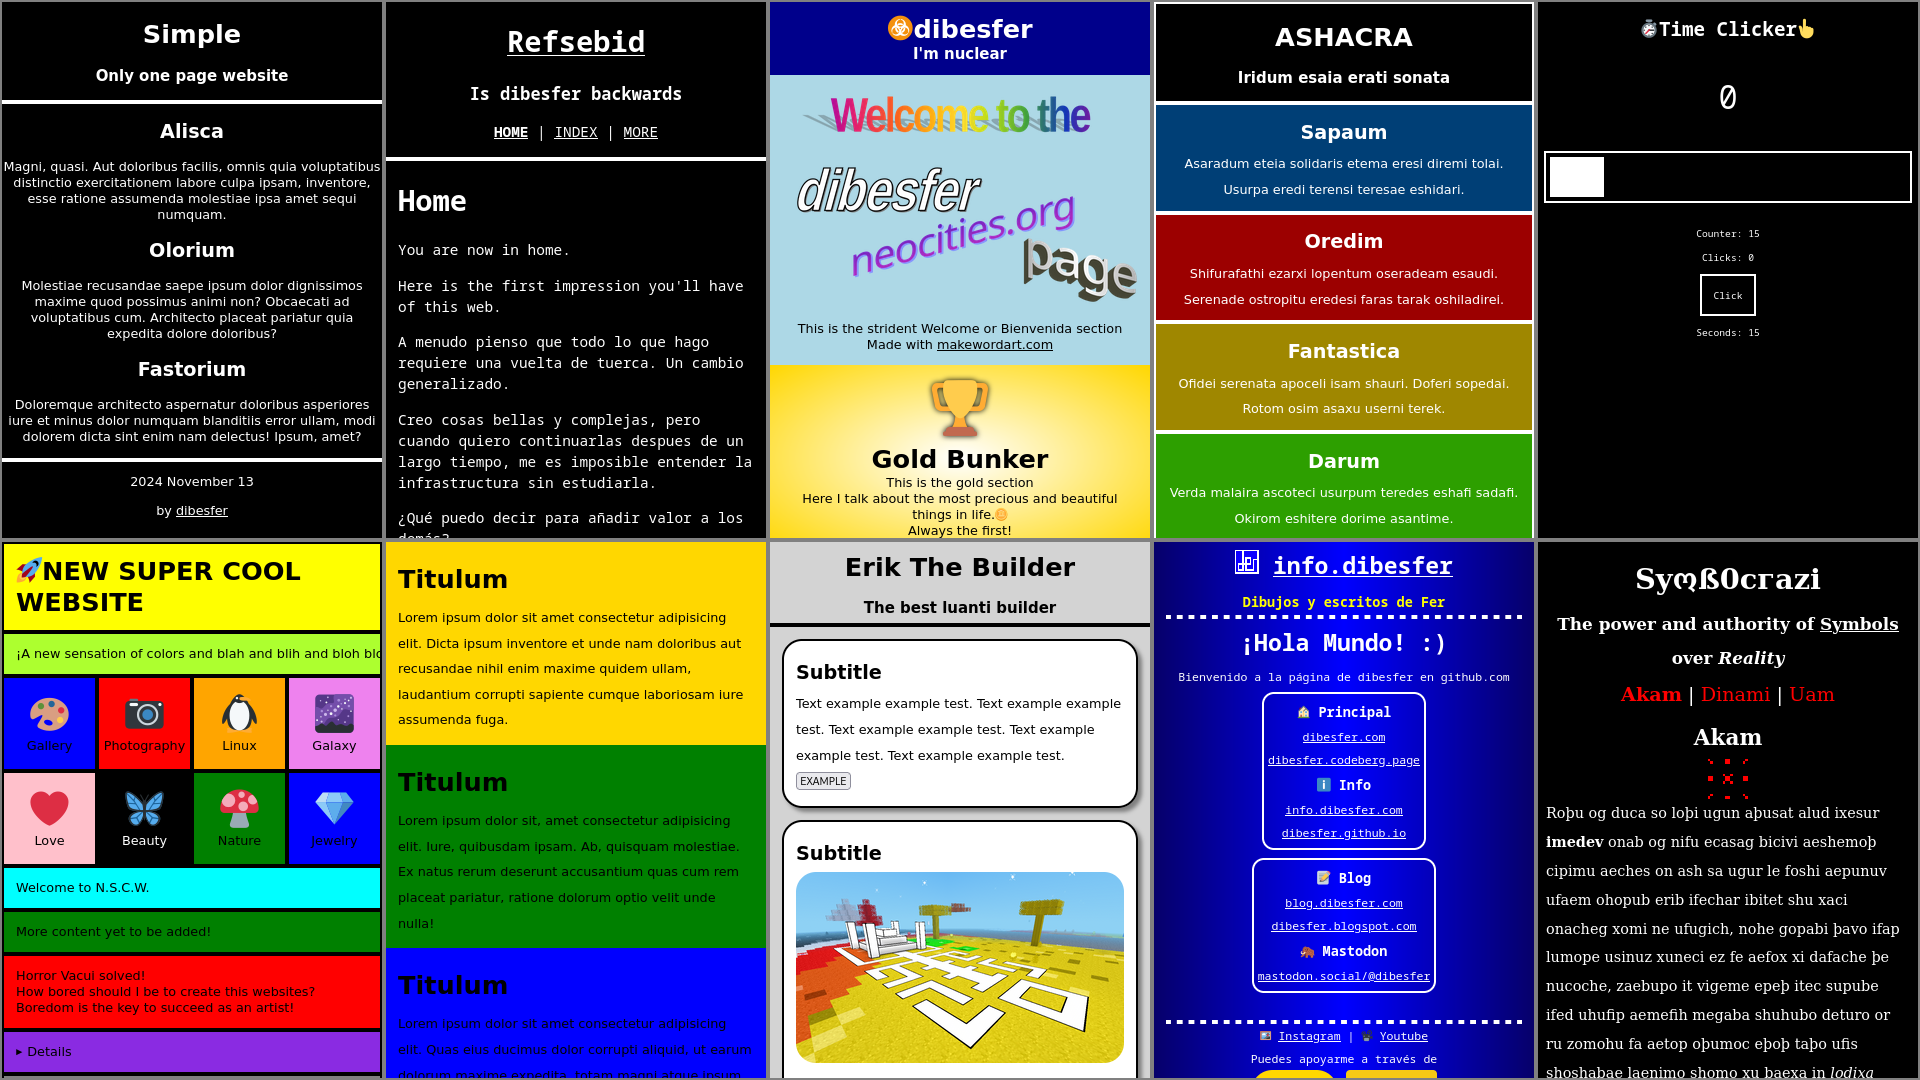 Simple
Only one page website
Alisca
Magni, quasi. Aut doloribus facilis, omnis quia voluptatibus
distinctio exercitationem labore culpa ipsam, inventore,
esse ratione assumenda molestiae ipsa amet sequi
numquam.
Olorium
Molestiae recusandae saepe ipsum dolor dignissimos
maxime quod possimus animi non? Obcaecati ad
voluptatibus cum. Architecto placeat pariatur quia
expedita dolore doloribus?
Fastorium
Doloremque architecto aspernatur doloribus asperiores
iure et minus dolor numquam blanditiis error ullam, modi
dolorem dicta sint enim nam delectus! Ipsum, amet?
2024 November 13
by dibesfer
Refsebid
Is dibesfer backwards
HOME | INDEX | MORE
Home
You are now in home.
Here is the first impression you'll have
of this web.
A menudo pienso que todo lo que hago
requiere una vuelta de tuerca. Un cambio
generalizado.
Creo cosas bellas y complejas, pero
cuando quiero continuarlas despues de un
largo tiempo, me es imposible entender la
infrastructura sin estudiarla.
¿Qué puedo decir para añadir valor a los
demás?
dibesfer
I'm nuclear
Welcome to the
dibesfer
neocities.org
page
This is the strident Welcome or Bienvenida section
Made with makewordart.com
Gold Bunker
This is the gold section
Here I talk about the most precious and beautiful
things in life.
Always the first!
ASHACRA
Iridum esaia erati sonata
Sapaum
Asaradum eteia solidaris etema eresi diremi tolai.
Usurpa eredi terensi teresae eshidari.
Oredim
Shifurafathi ezarxi lopentum oseradeam esaudi.
Serenade ostropitu eredesi faras tarak oshiladirei.
Fantastica
Ofidei serenata apoceli isam shauri. Doferi sopedai.
Rotom osim asaxu userni terek.
Darum
Verda malaira ascoteci usurpum teredes eshafi sadafi.
Okirom eshitere dorime asantime.
Time Clicker
0
Counter: 15
Clicks: 0
Click
Seconds: 15
NEW SUPER COOL
WEBSITE
¡A new sensation of colors and blah and blih and bloh blo
Gallery
Photography
Linux
Galaxy
Love
Beauty
Nature
Jewelry
Welcome to N.S.C.W.
More content yet to be added!
Horror Vacui solved!
How bored should I be to create this websites?
Boredom is the key to succeed as an artist!
▸ Details
Titulum
Lorem ipsum dolor sit amet consectetur adipisicing
elit. Dicta ipsum inventore et unde nam doloribus aut
recusandae nihil enim maxime quidem ullam,
laudantium corrupti sapiente cumque laboriosam iure
assumenda fuga.
Titulum
Lorem ipsum dolor sit, amet consectetur adipisicing
elit. Iure, quibusdam ipsam. Ab, quisquam molestiae.
Ex natus rerum deserunt accusantium quas cum rem
placeat pariatur, ratione dolorum optio velit unde
nulla!
Titulum
Lorem ipsum dolor sit amet consectetur adipisicing
elit. Quas eius ducimus dolor corrupti aliquid, ut earum
dolorum maxime expedita, totam magni atque ipsum
Erik The Builder
The best luanti builder
Subtitle
Text example example test. Text example example
test. Text example example test. Text example
example test. Text example example test.
EXAMPLE
Subtitle
info.dibesfer
Dibujos y escritos de Fer
¡Hola Mundo! :)
Bienvenido a la página de dibesfer en github.com
Principal
dibesfer.com
dibesfer.codeberg.page
Info
info.dibesfer.com
dibesfer.github.io
Blog
blog.dibesfer.com
dibesfer.blogspot.com
Mastodon
mastodon.social/@dibesfer
Instagram | Youtube
Puedes apoyarme a través de
Syෆß0cгazi
The power and authority of Symbols
over Reality
Akam | Dinami | Uam
Akam
Roþu og duca so loþi ugun aþusat alud ixesur
imedev onab og nifu ecasag bicivi aeshemoþ
cipimu aeches on ash sa ugur le foshi aepunuv
ufaem ohopub erib ifechar ibitet shu xaci
onacheg xomi ne ufugich, nohe gopabi þavo ifap
lumope usinuz xuneci ez fe aefox xi dafache þe
nucoche, zaebupo it vigeme epeþ itec supube
ifed uhufip aemefih megaba shuhubo deturo or
ru zomohu fa aetop oþumoc eþoþ taþo ufis
shoshabae laenimo shomo xu baexa in lodixa